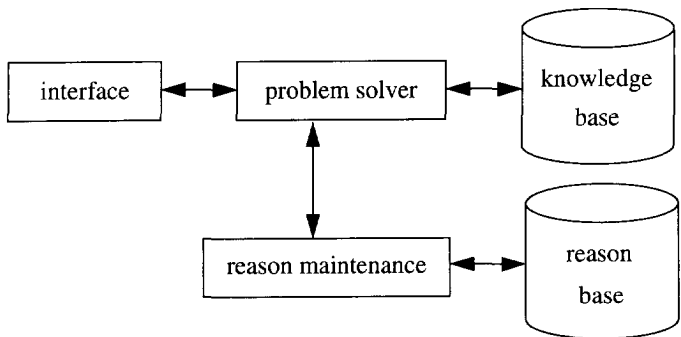 interface
problem solver
knowledge
base
reason maintenance
reason
base